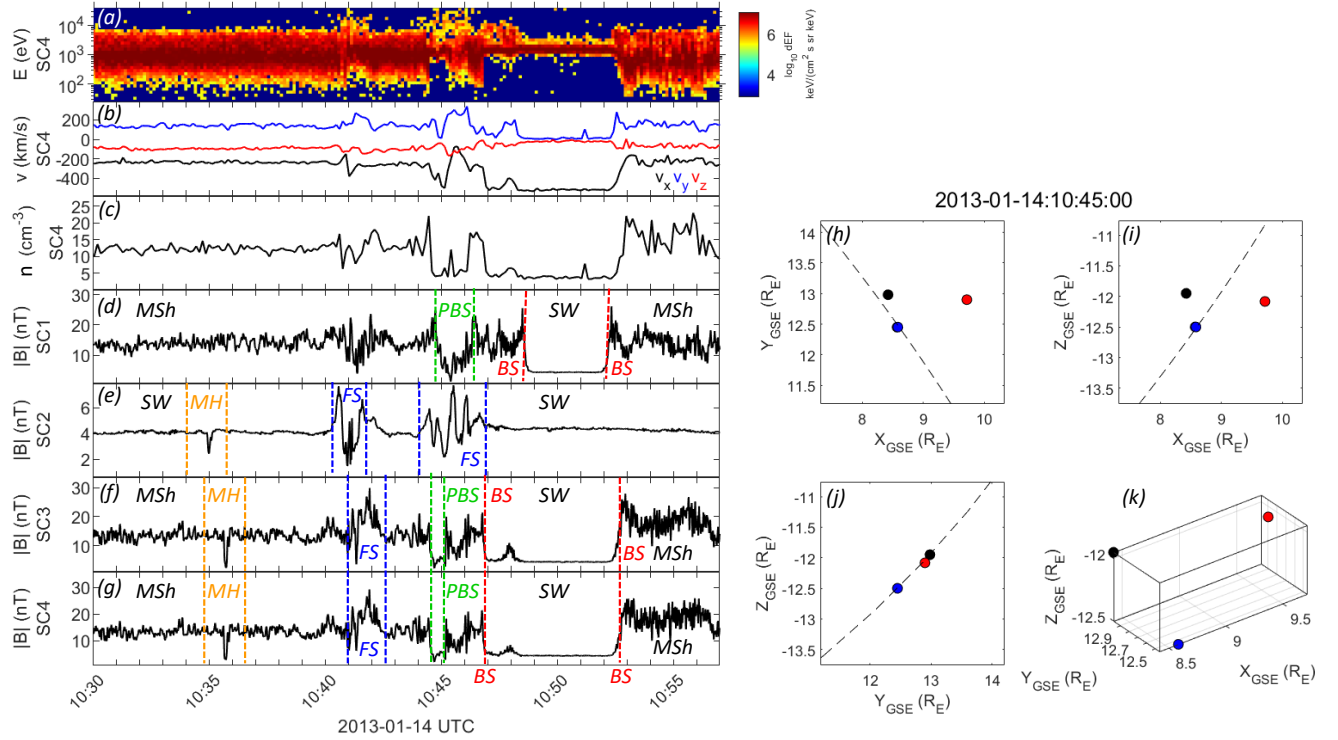 (a)
10⁴
10³
10²
E (eV)
SC4
6
4
log₁₀ dEF
keV/(cm² s sr keV)
(b)
200
0
-200
-400
v (km/s)
SC4
vₓ vᵧ v_z
(c)
25
20
15
10
5
n (cm⁻³)
SC4
(d)
30
20
10
|B| (nT)
SC1
MSh
PBS
SW
MSh
BS
BS
(e)
6
4
2
|B| (nT)
SC2
SW
MH
FS
SW
FS
(f)
30
20
10
|B| (nT)
SC3
MSh
MH
PBS
BS
SW
FS
BS
MSh
(g)
30
20
10
|B| (nT)
SC4
MSh
MH
PBS
SW
FS
MSh
BS
BS
10:30
10:35
10:40
10:45
10:50
10:55
2013-01-14 UTC
2013-01-14:10:45:00
(h)
14
13.5
13
12.5
12
11.5
Y_GSE (R_E)
8
9
10
X_GSE (R_E)
(i)
-11
-11.5
-12
-12.5
-13
-13.5
Z_GSE (R_E)
8
9
10
X_GSE (R_E)
(j)
-11
-11.5
-12
-12.5
-13
-13.5
Z_GSE (R_E)
12
13
14
Y_GSE (R_E)
(k)
-12
-12.5
Z_GSE (R_E)
12.9
12.7
12.5
Y_GSE (R_E)
8.5
9
9.5
X_GSE (R_E)